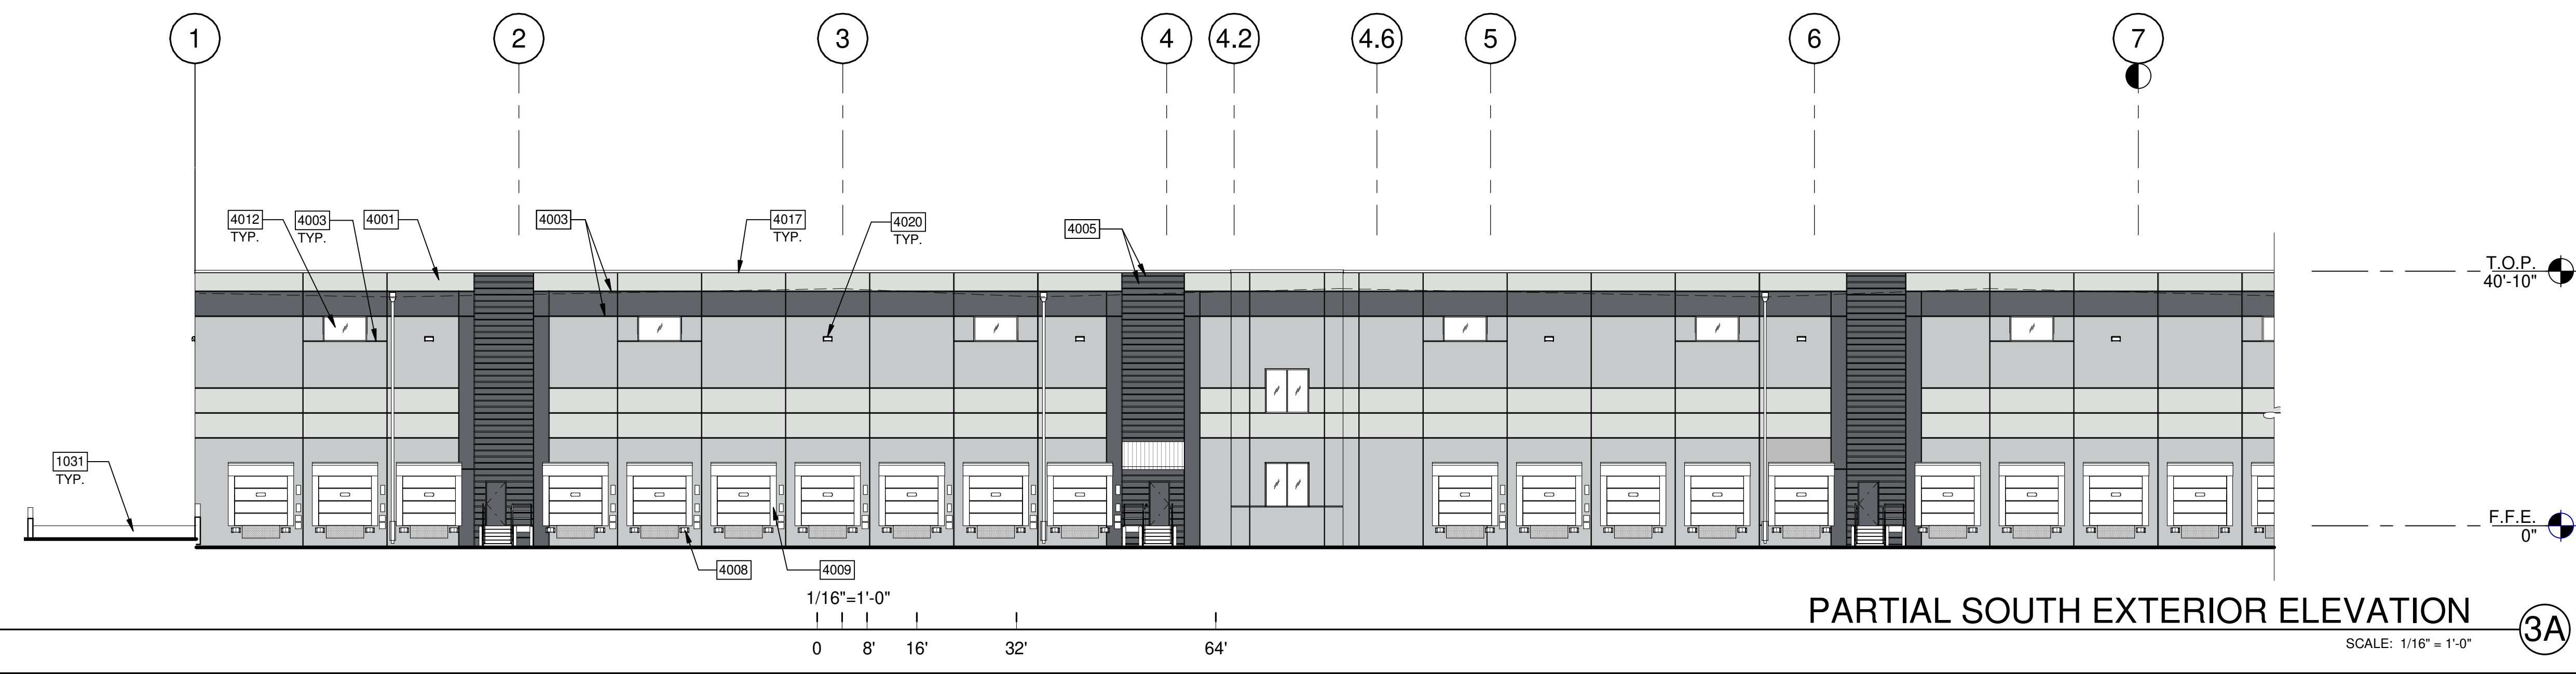 1 2 3 4 4.2 4.6 5 6 7
4012
TYP.
4003
TYP.
4001
4003
4017
TYP.
4020
TYP.
4005
T.O.P.
40'-10"
1031
TYP.
F.F.E.
0"
4008
4009
1/16"=1'-0"
0 8' 16' 32' 64'
PARTIAL SOUTH EXTERIOR ELEVATION
SCALE: 1/16" = 1'-0"
3A